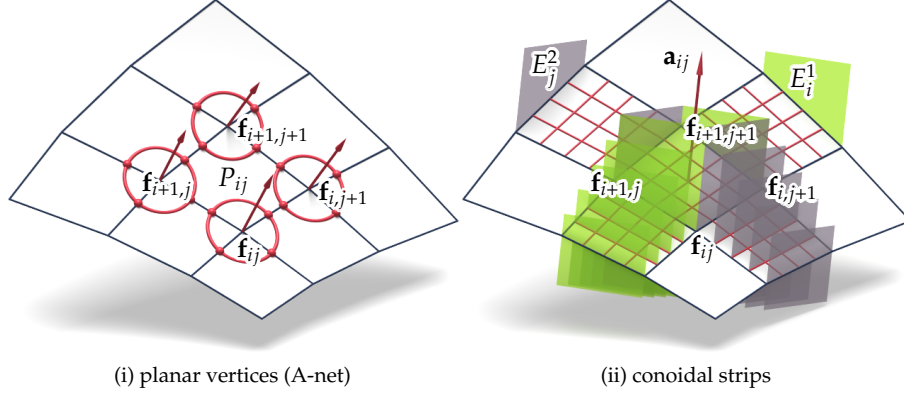 f_{i+1,j+1}
f_{i+1,j}
P_{ij}
f_{i,j+1}
f_{ij}
(i) planar vertices (A-net)
E_j^2
a_{ij}
E_i^1
f_{i+1,j+1}
f_{i+1,j}
f_{i,j+1}
f_{ij}
(ii) conoidal strips